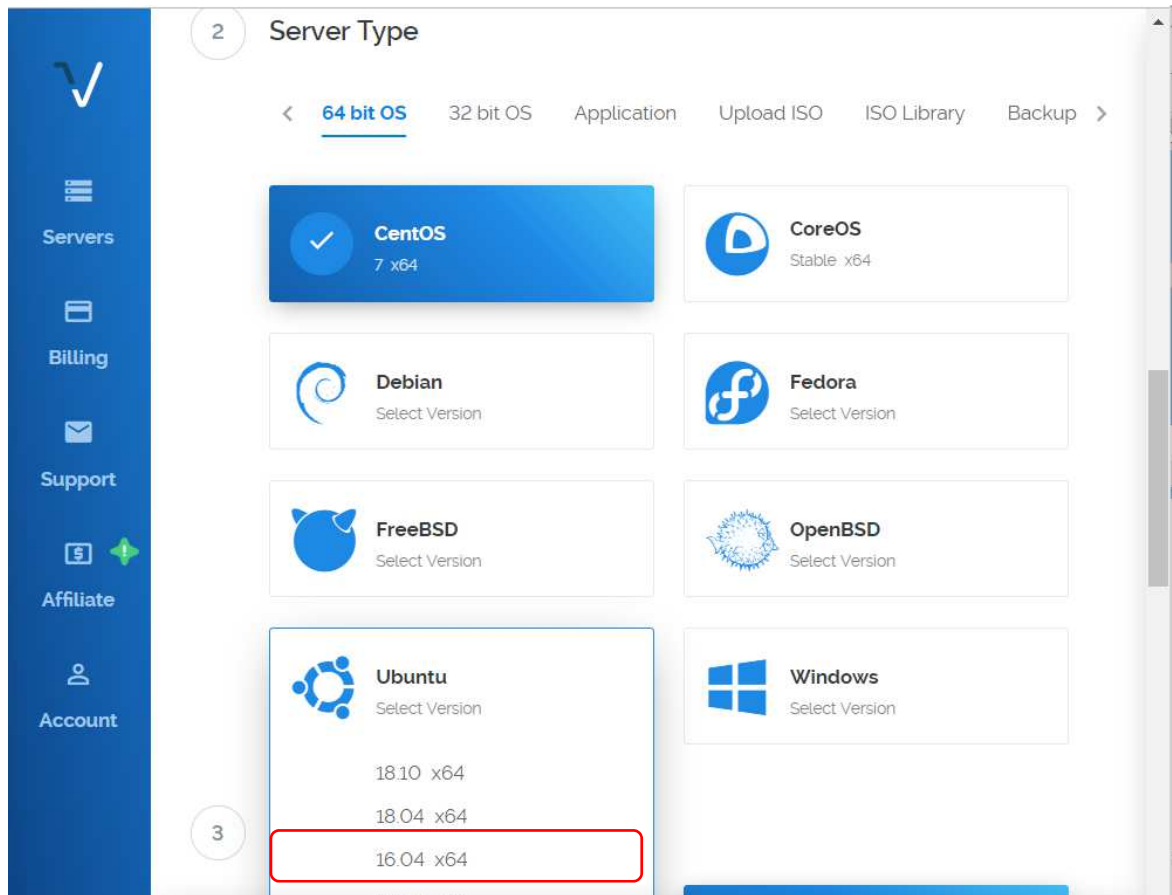 2 Server Type
64 bit OS 32 bit OS Application Upload ISO ISO Library Backup
Servers
Billing
Support
Affiliate
Account
CentOS
7 x64
CoreOS
Stable x64
Debian
Select Version
Fedora
Select Version
FreeBSD
Select Version
OpenBSD
Select Version
Ubuntu
Select Version
18.10 x64
18.04 x64
16.04 x64
Windows
Select Version
3